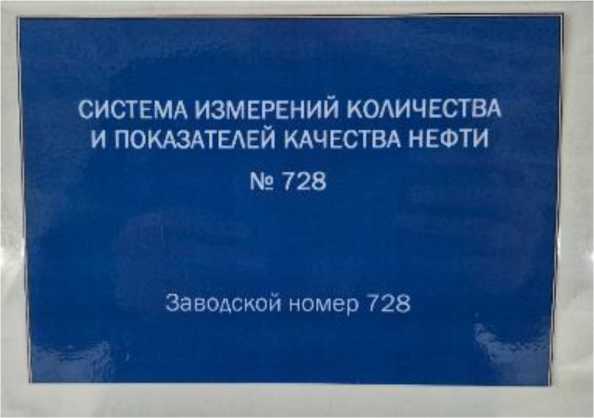 СИСТЕМА ИЗМЕРЕНИЙ КОЛИЧЕСТВА
И ПОКАЗАТЕЛЕЙ КАЧЕСТВА НЕФТИ
№ 728
Заводской номер 728